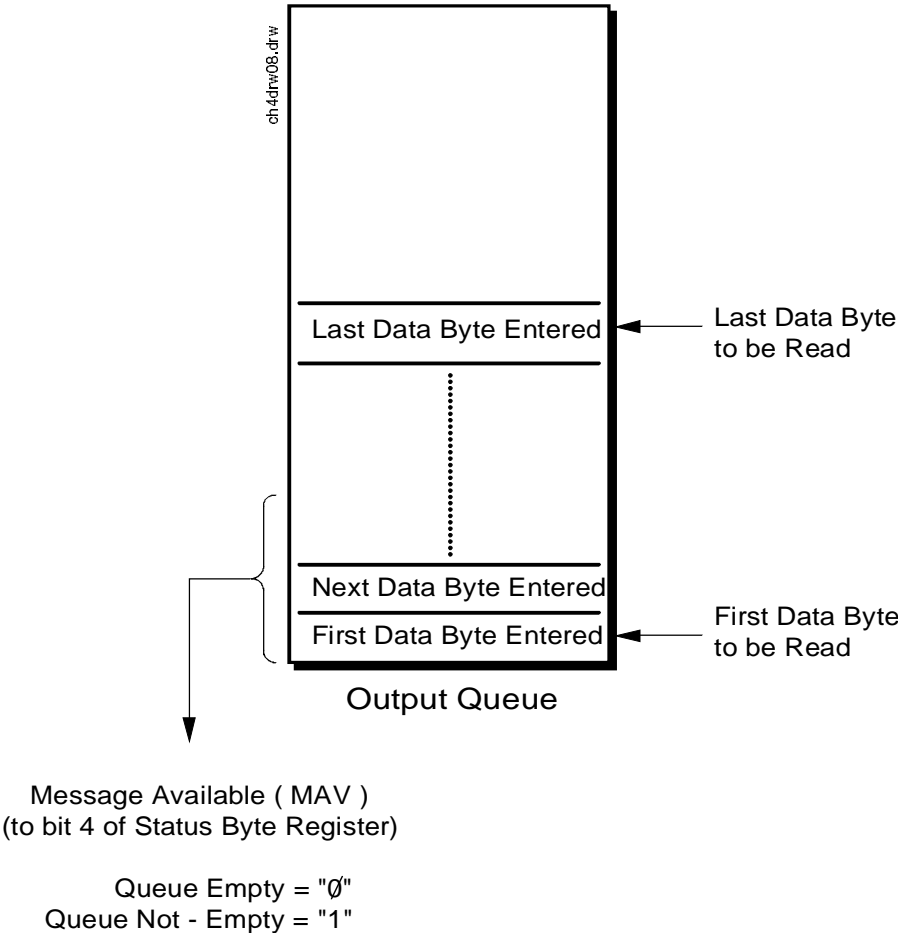 ch4drw08.drw
Last Data Byte Entered
Last Data Byte
to be Read
Next Data Byte Entered
First Data Byte Entered
First Data Byte
to be Read
Output Queue
Message Available ( MAV )
(to bit 4 of Status Byte Register)
Queue Empty = "0̸"
Queue Not - Empty = "1"